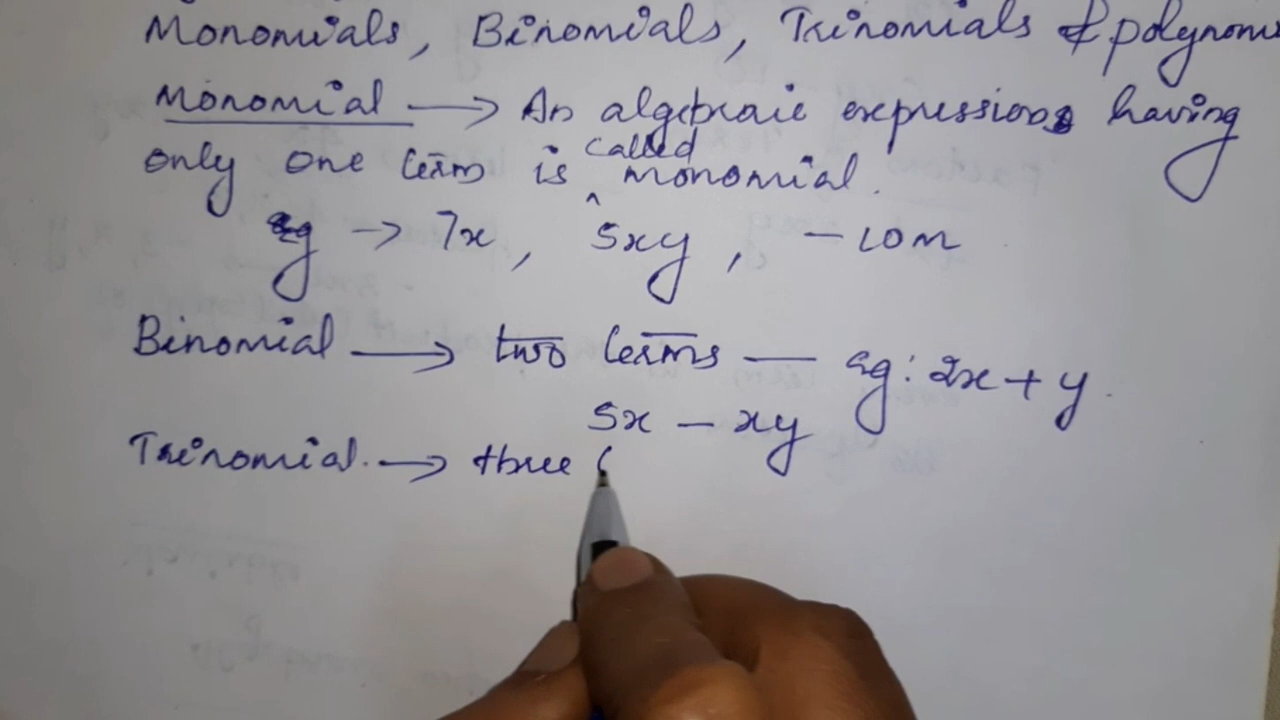 Monomials, Binomials, Trinomials & polynomi
Monomial → An algebraic expressions having
only one term is called monomial.
eg → 7x, 5xy, -10m
Binomial → two terms — eg: 2x + y.
5x - xy
Trinomial. → three